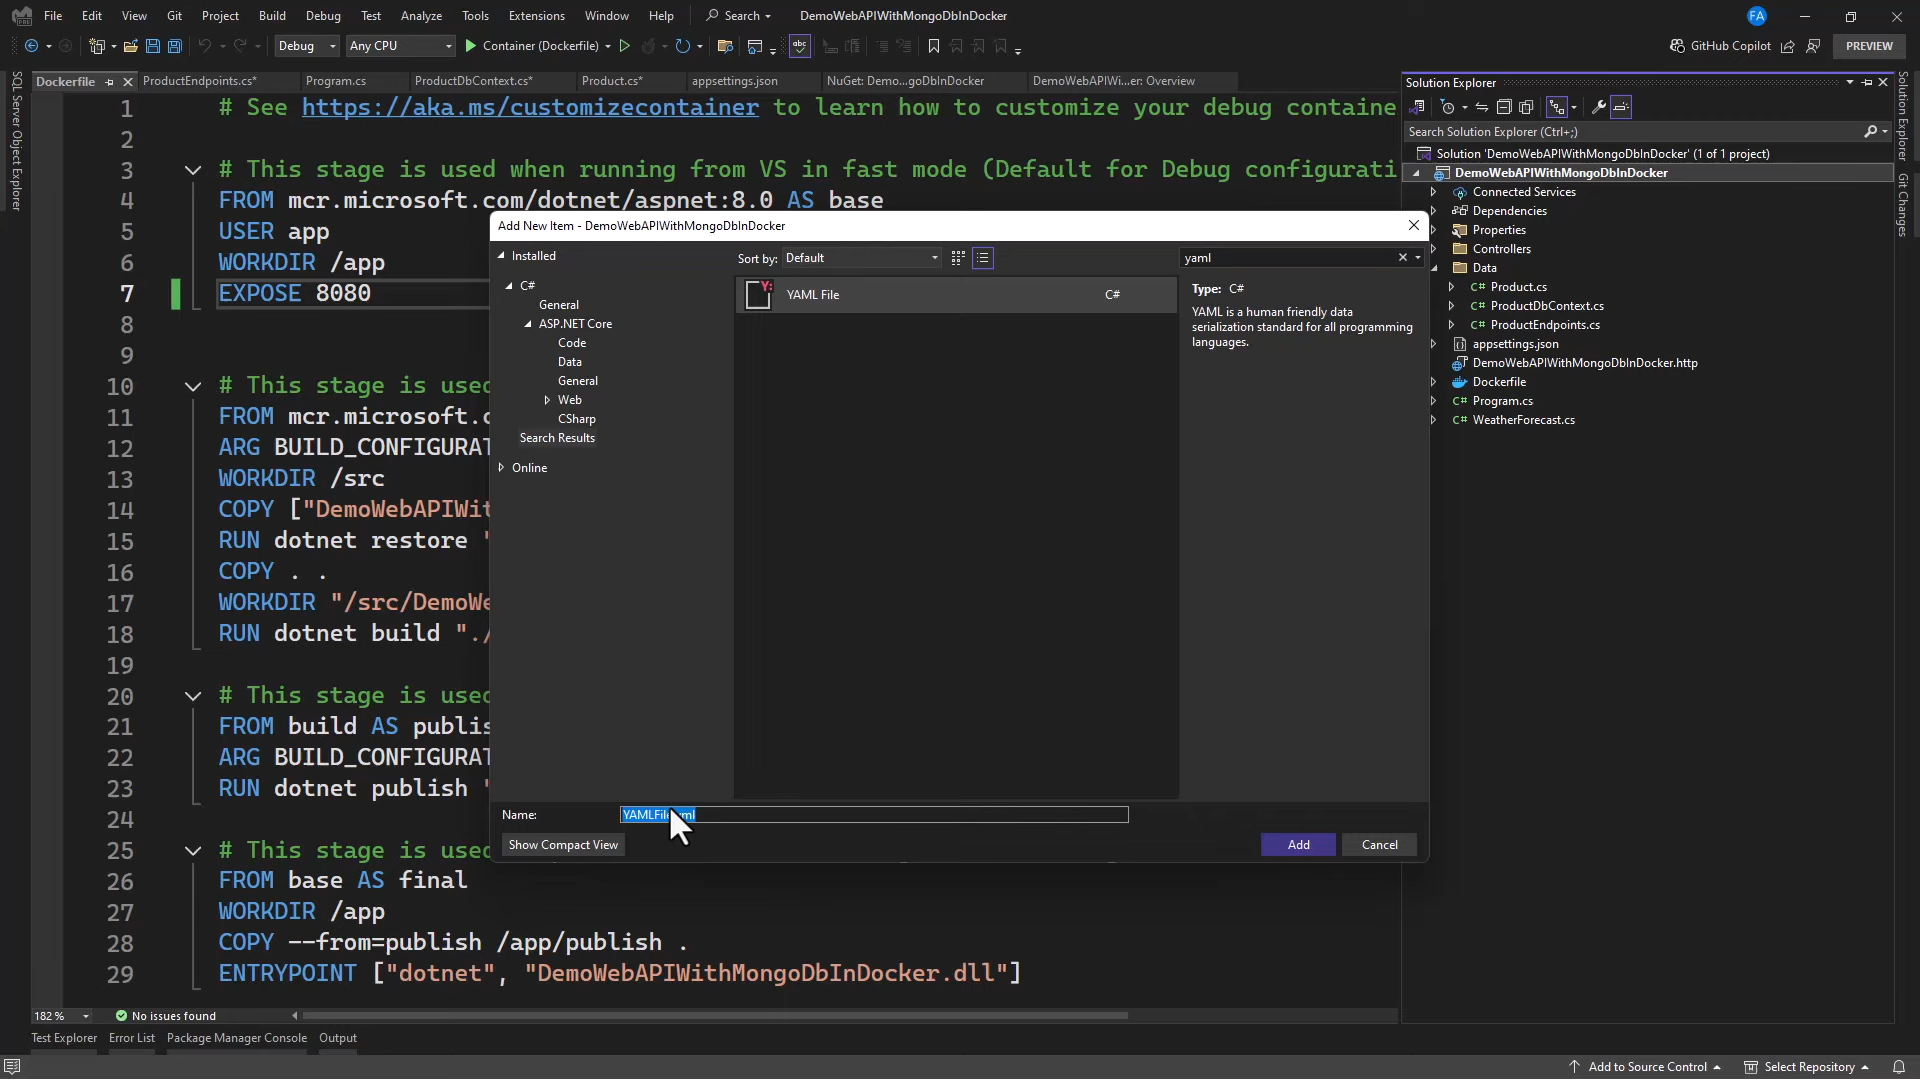 File Edit View Git Project Build Debug Test Analyze Tools Extensions Window Help Search DemoWebAPIWithMongoDbInDocker FA
Debug Any CPU Container (Dockerfile) abc GitHub Copilot PREVIEW
Dockerfile ProductEndpoints.cs* Program.cs ProductDbContext.cs* Product.cs* appsettings.json NuGet: Demo...goDbInDocker DemoWebAPIWi...er: Overview
SQL Server Object Explorer
1 # See https://aka.ms/customizecontainer to learn how to customize your debug containe
2
3 # This stage is used when running from VS in fast mode (Default for Debug configurati
4 FROM mcr.microsoft.com/dotnet/aspnet:8.0 AS base
5 USER app
6 WORKDIR /app
7 EXPOSE 8080
8
9
10 # This stage is used
11 FROM mcr.microsoft.c
12 ARG BUILD_CONFIGURAT
13 WORKDIR /src
14 COPY ["DemoWebAPIWit
15 RUN dotnet restore "
16 COPY . .
17 WORKDIR "/src/DemoWe
18 RUN dotnet build "./
19
20 # This stage is used
21 FROM build AS publis
22 ARG BUILD_CONFIGURAT
23 RUN dotnet publish "
24
25 # This stage is used
26 FROM base AS final
27 WORKDIR /app
28 COPY --from=publish /app/publish .
29 ENTRYPOINT ["dotnet", "DemoWebAPIWithMongoDbInDocker.dll"]
Add New Item - DemoWebAPIWithMongoDbInDocker
Installed
C#
General
ASP.NET Core
Code
Data
General
Web
CSharp
Search Results
Online
Sort by: Default
YAML File C#
yaml
Type: C#
YAML is a human friendly data
serialization standard for all programming
languages.
Name:
Show Compact View Add Cancel
Solution Explorer
Search Solution Explorer (Ctrl+;)
Solution 'DemoWebAPIWithMongoDbInDocker' (1 of 1 project)
DemoWebAPIWithMongoDbInDocker
Connected Services
Dependencies
Properties
Controllers
Data
C# Product.cs
C# ProductDbContext.cs
C# ProductEndpoints.cs
appsettings.json
DemoWebAPIWithMongoDbInDocker.http
Dockerfile
C# Program.cs
C# WeatherForecast.cs
Solution Explorer
Git Changes
182 % No issues found
Test Explorer Error List Package Manager Console Output
Add to Source Control Select Repository